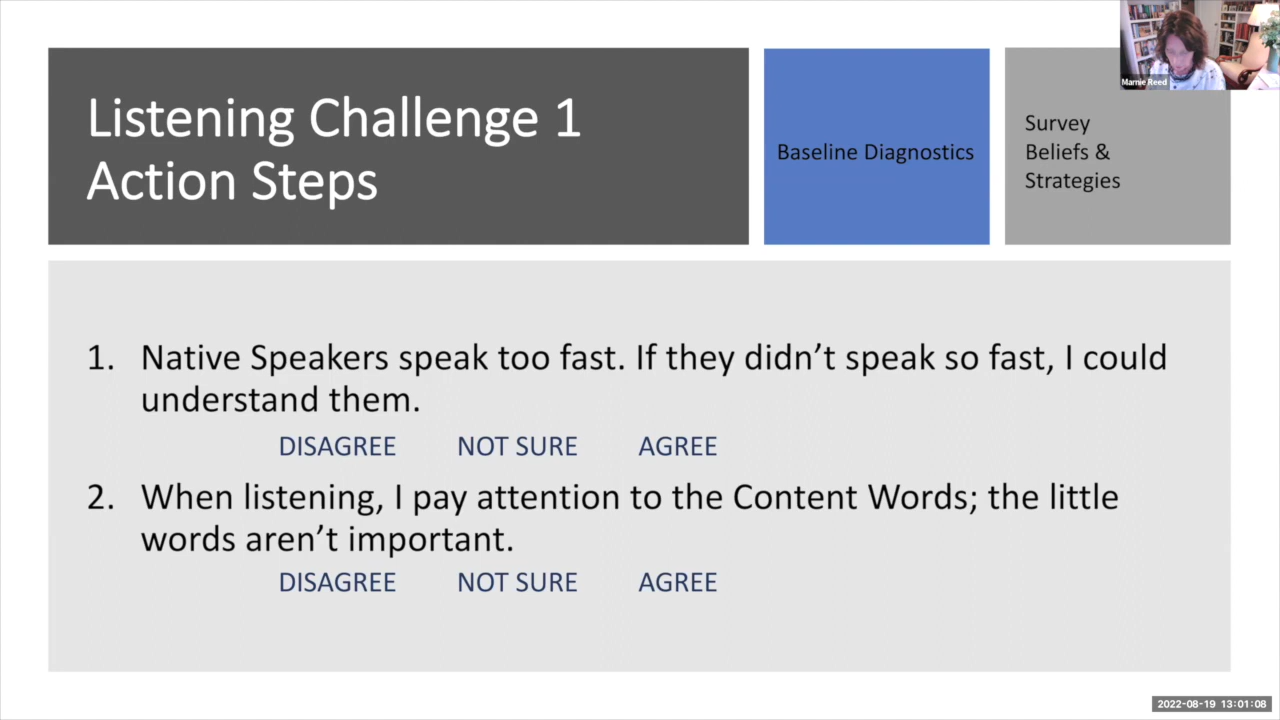 Listening Challenge 1
Action Steps
Baseline Diagnostics
Survey
Beliefs &
Strategies
Marnie Reed
1. Native Speakers speak too fast. If they didn’t speak so fast, I could
understand them.
DISAGREE NOT SURE AGREE
2. When listening, I pay attention to the Content Words; the little
words aren’t important.
DISAGREE NOT SURE AGREE
2022-08-19 13:01:08